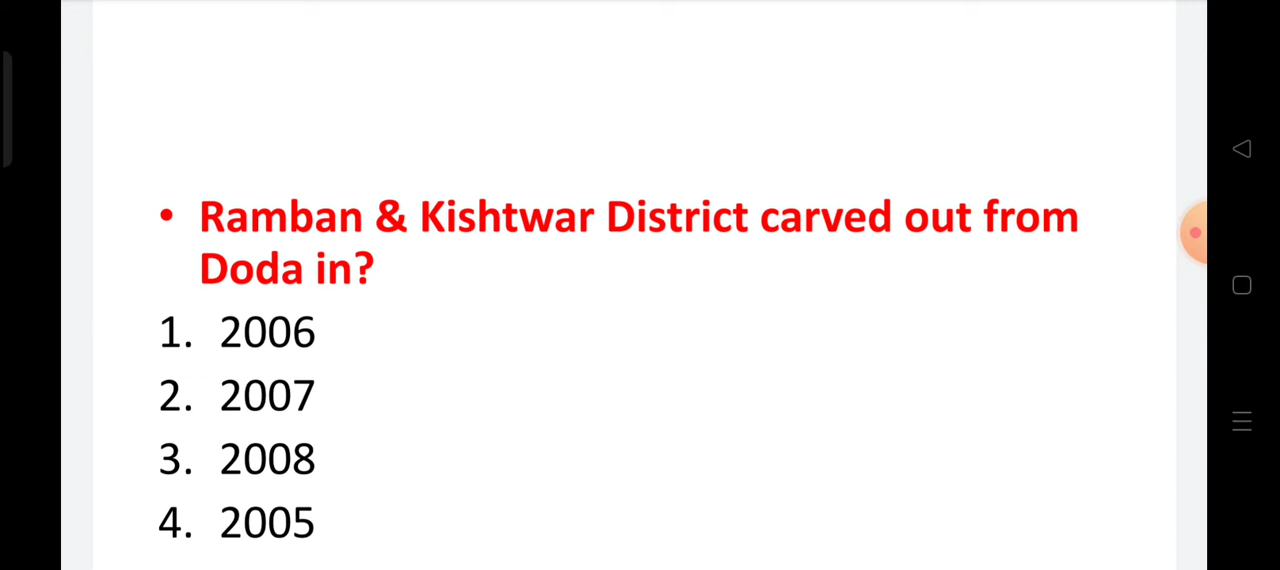 • Ramban & Kishtwar District carved out from
Doda in?
1. 2006
2. 2007
3. 2008
4. 2005